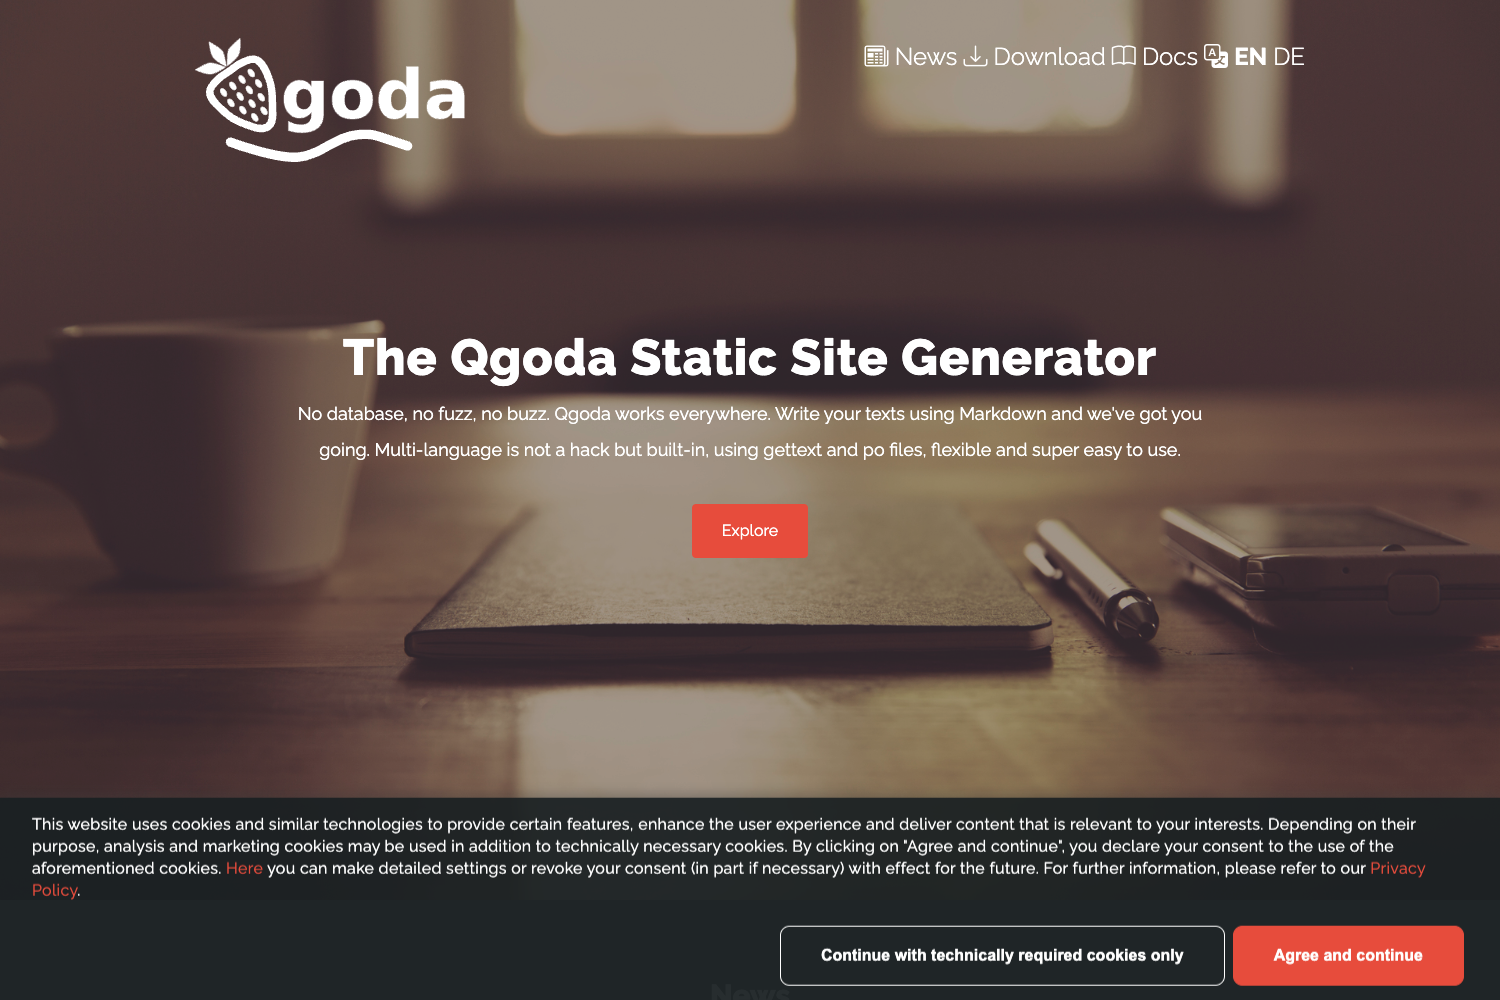 goda
News Download Docs EN DE
The Qgoda Static Site Generator
No database, no fuzz, no buzz. Qgoda works everywhere. Write your texts using Markdown and we've got you
going. Multi-language is not a hack but built-in, using gettext and po files, flexible and super easy to use.
Explore
This website uses cookies and similar technologies to provide certain features, enhance the user experience and deliver content that is relevant to your interests. Depending on their
purpose, analysis and marketing cookies may be used in addition to technically necessary cookies. By clicking on "Agree and continue", you declare your consent to the use of the
aforementioned cookies. Here you can make detailed settings or revoke your consent (in part if necessary) with effect for the future. For further information, please refer to our Privacy
Policy.
Continue with technically required cookies only
Agree and continue
News